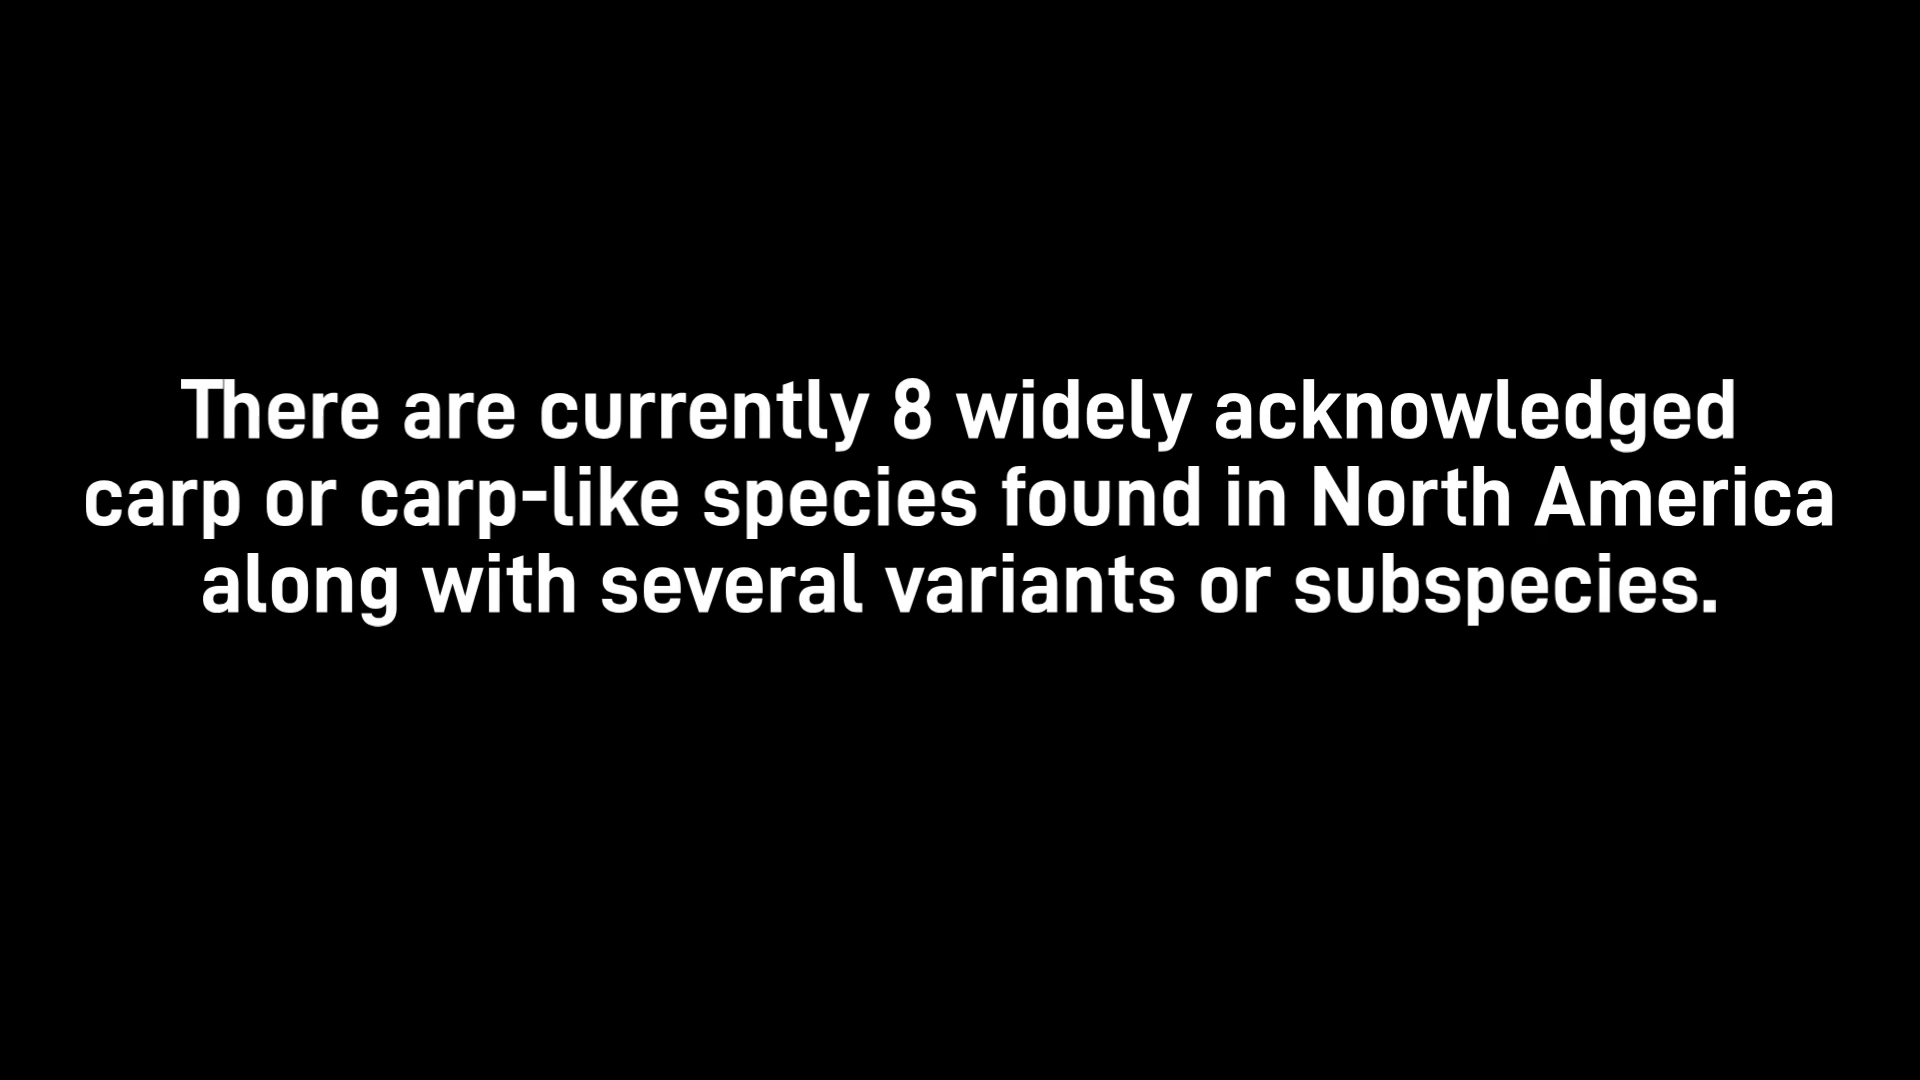 There are currently 8 widely acknowledged
carp or carp-like species found in North America
along with several variants or subspecies.